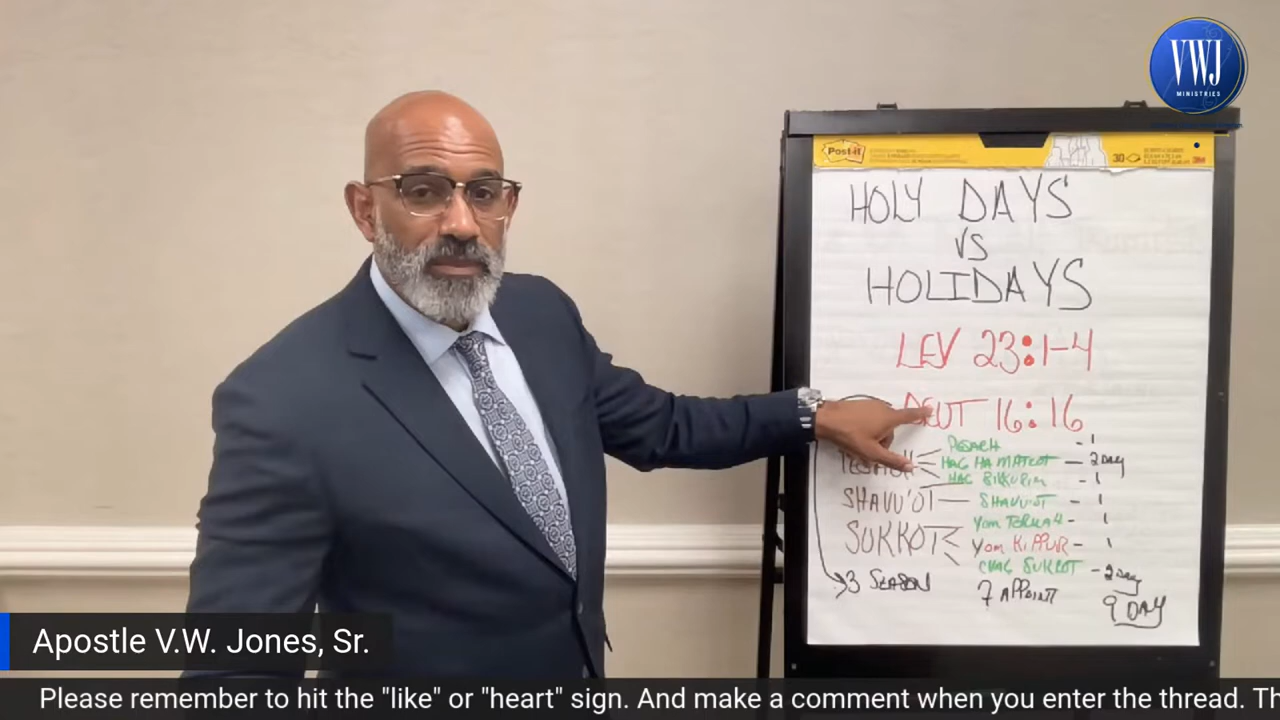 VWJ
MINISTRIES
Post-it
30
HOLY DAYS
VS
HOLIDAYS
LEV 23:1-4
DEUT 16:16
PESACH - 1
PESACH HAG HA MATZOT - 2 DAY
HAG BIKKURIM - 1
SHAVU'OT - SHAVU'OT - 1
YOM TERUAH - 1
SUKKOT YOM KIPPUR - 1
CHAG SUKKOT - 2 DAY
3 SEASON 7 APPOINT 9 DAY
Apostle V.W. Jones, Sr.
Please remember to hit the "like" or "heart" sign. And make a comment when you enter the thread. Th